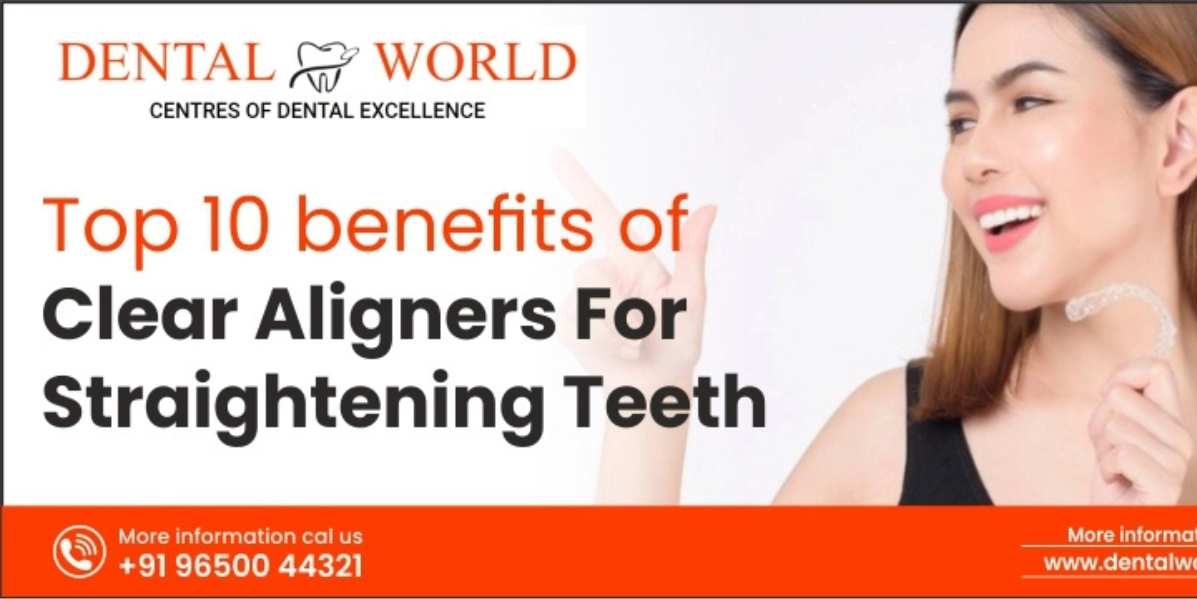 DENTAL WORLD
CENTRES OF DENTAL EXCELLENCE
Top 10 benefits of
Clear Aligners For
Straightening Teeth
More information cal us
+91 96500 44321
More